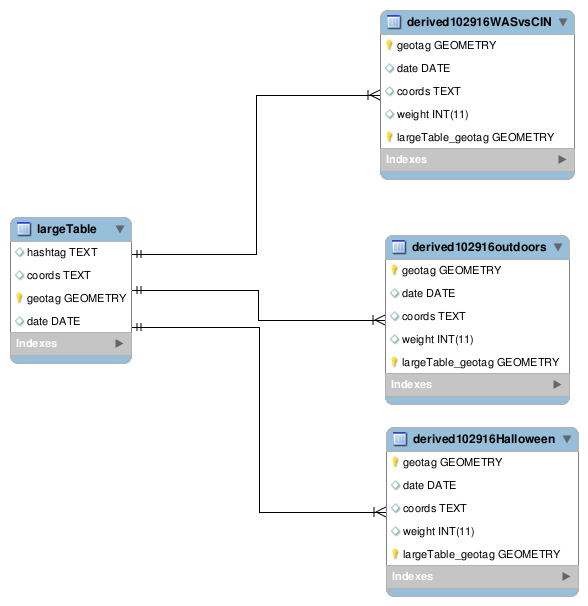 largeTable
hashtag TEXT
coords TEXT
geotag GEOMETRY
date DATE
Indexes
derived102916WASvsCIN
geotag GEOMETRY
date DATE
coords TEXT
weight INT(11)
largeTable_geotag GEOMETRY
Indexes
derived102916outdoors
geotag GEOMETRY
date DATE
coords TEXT
weight INT(11)
largeTable_geotag GEOMETRY
Indexes
derived102916Halloween
geotag GEOMETRY
date DATE
coords TEXT
weight INT(11)
largeTable_geotag GEOMETRY
Indexes